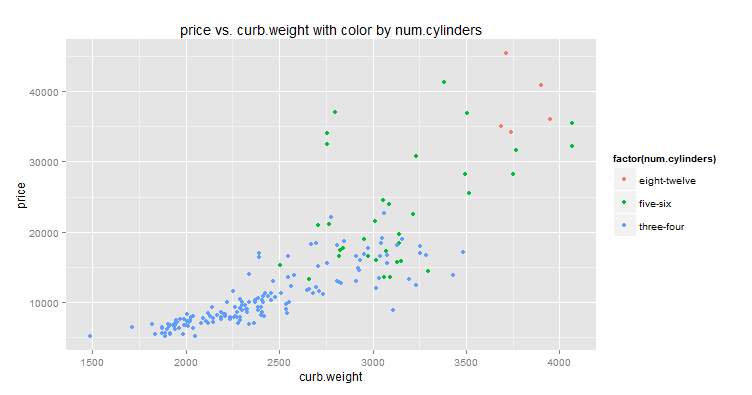 price vs. curb.weight with color by num.cylinders
price
40000
30000
20000
10000
1500 2000 2500 3000 3500 4000
curb.weight
factor(num.cylinders)
eight-twelve
five-six
three-four